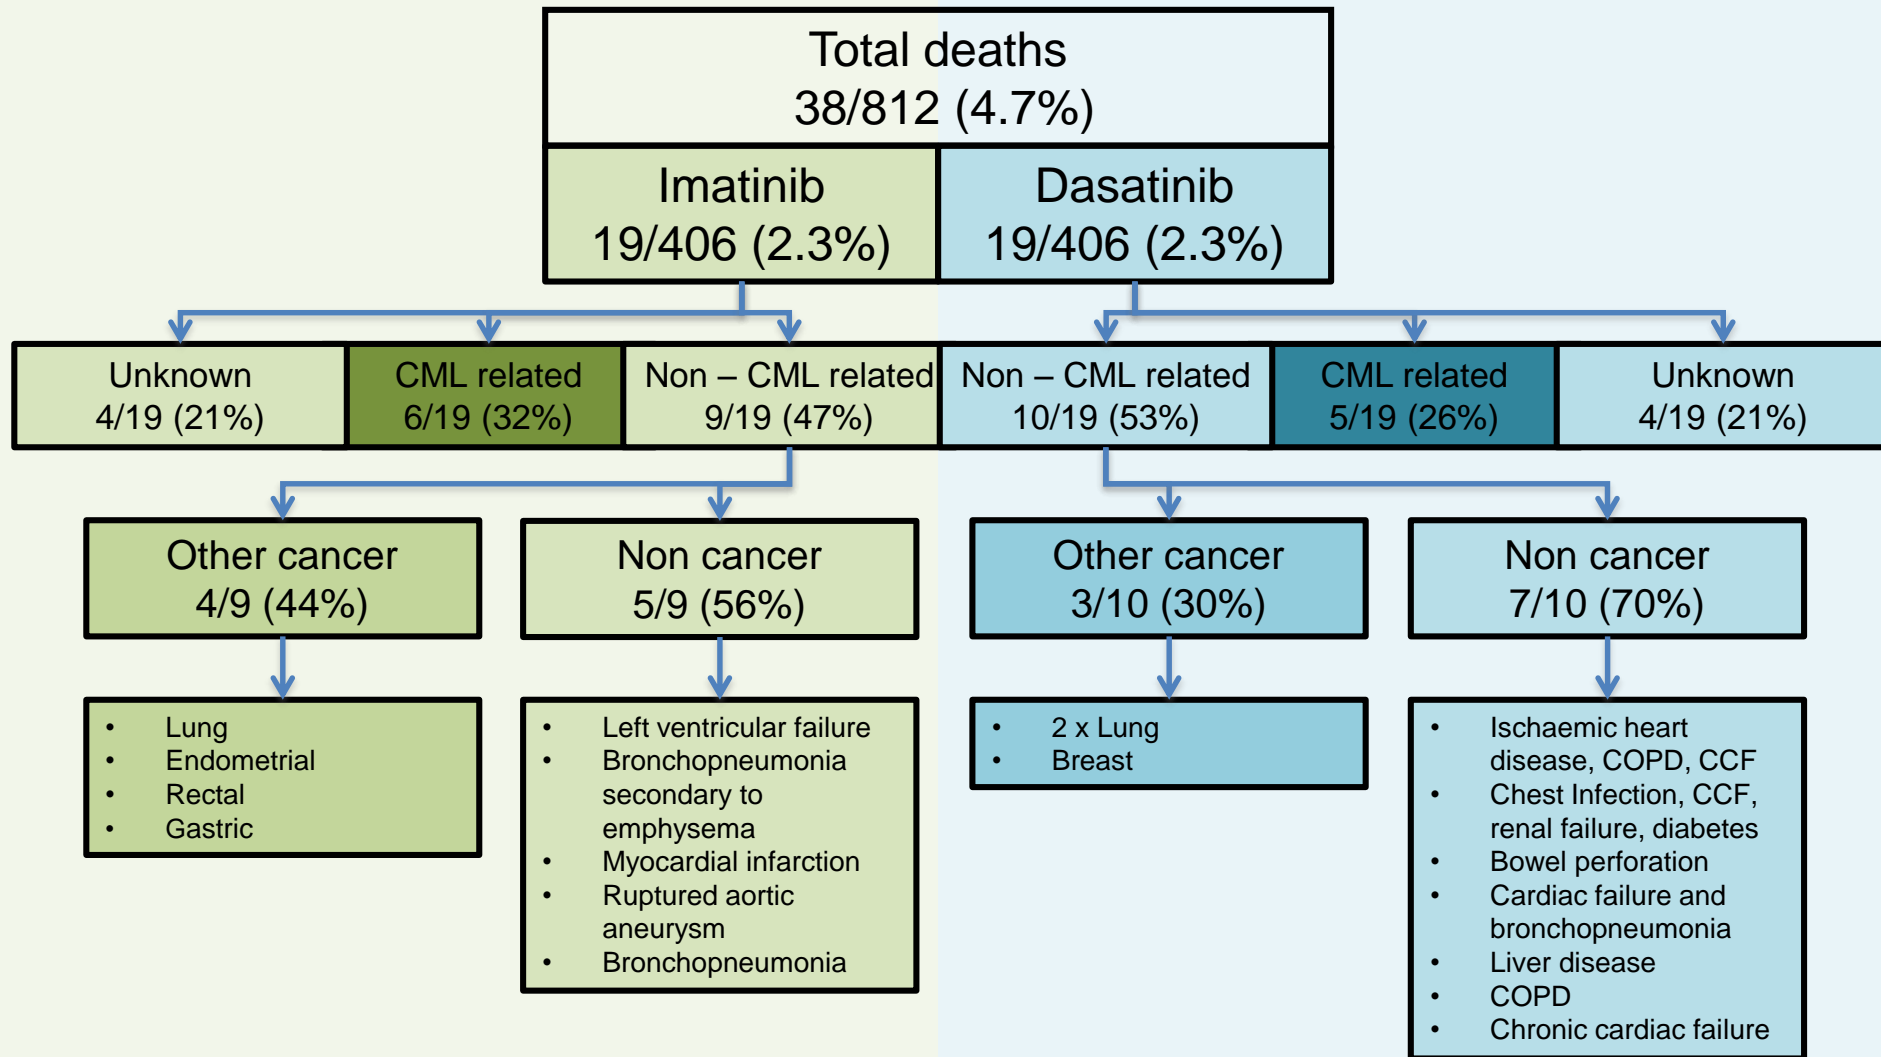 Total deaths
38/812 (4.7%)
Imatinib
19/406 (2.3%)
Dasatinib
19/406 (2.3%)
Unknown
4/19 (21%)
CML related
6/19 (32%)
Non – CML related
9/19 (47%)
Non – CML related
10/19 (53%)
CML related
5/19 (26%)
Unknown
4/19 (21%)
Other cancer
4/9 (44%)
Non cancer
5/9 (56%)
Other cancer
3/10 (30%)
Non cancer
7/10 (70%)
• Lung
• Endometrial
• Rectal
• Gastric
• Left ventricular failure
• Bronchopneumonia
secondary to
emphysema
• Myocardial infarction
• Ruptured aortic
aneurysm
• Bronchopneumonia
• 2 x Lung
• Breast
• Ischaemic heart
disease, COPD, CCF
• Chest Infection, CCF,
renal failure, diabetes
• Bowel perforation
• Cardiac failure and
bronchopneumonia
• Liver disease
• COPD
• Chronic cardiac failure